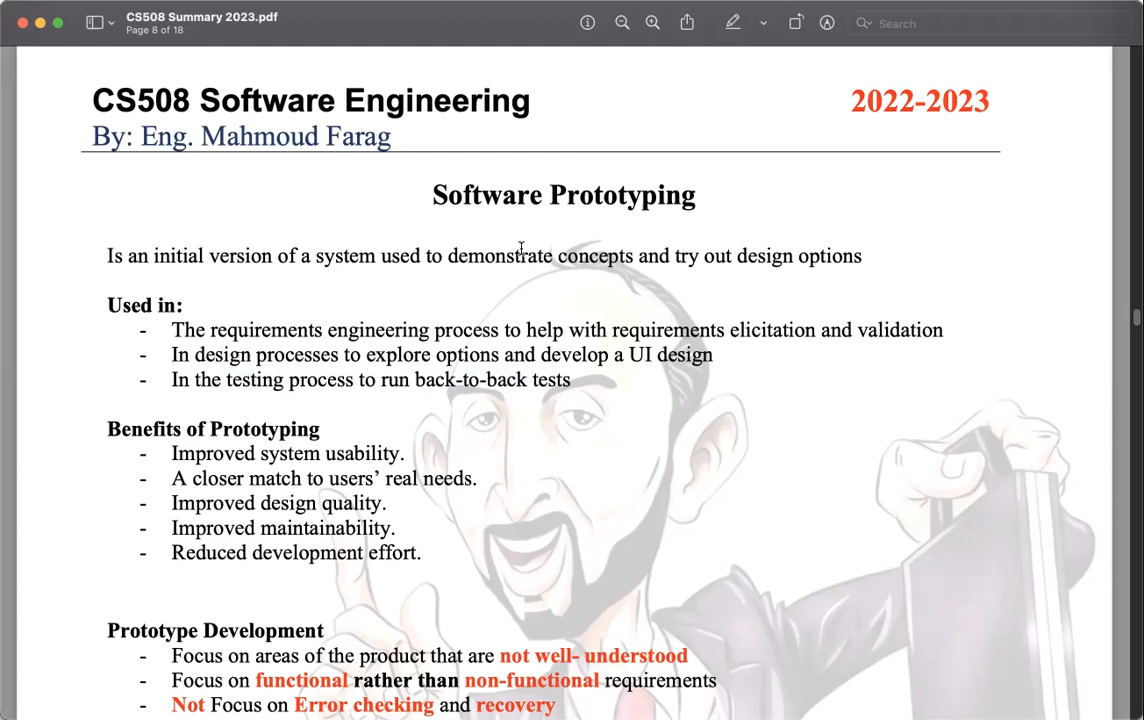 CS508 Summary 2023.pdf
Page 8 of 18
Search
CS508 Software Engineering
2022-2023
By: Eng. Mahmoud Farag
Software Prototyping
Is an initial version of a system used to demonstrate concepts and try out design options
Used in:
- The requirements engineering process to help with requirements elicitation and validation
- In design processes to explore options and develop a UI design
- In the testing process to run back-to-back tests
Benefits of Prototyping
- Improved system usability.
- A closer match to users’ real needs.
- Improved design quality.
- Improved maintainability.
- Reduced development effort.
Prototype Development
- Focus on areas of the product that are not well- understood
- Focus on functional rather than non-functional requirements
- Not Focus on Error checking and recovery